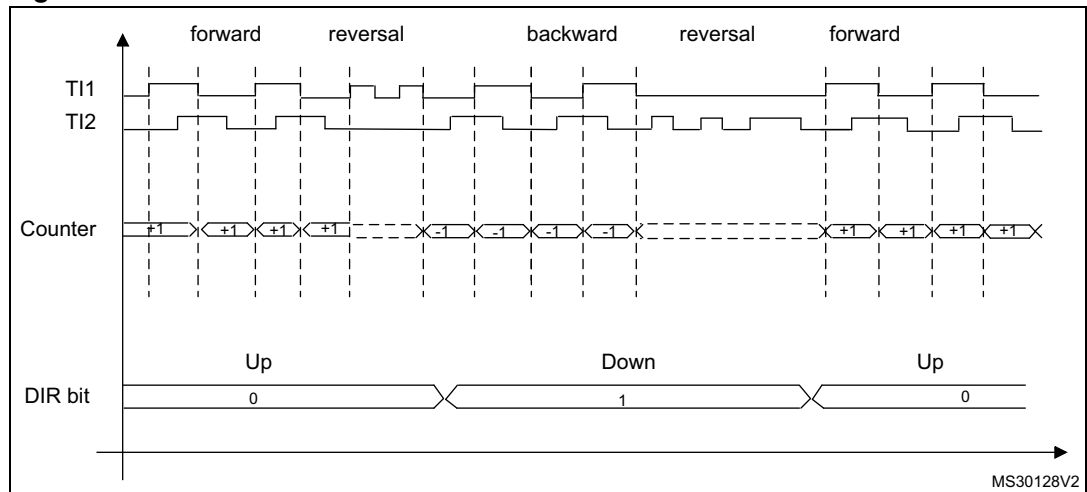 forward reversal backward reversal forward
TI1
TI2
Counter +1 +1 +1 +1 -1 -1 -1 -1 +1 +1 +1 +1
Up Down Up
DIR bit 0 1 0
MS30128V2